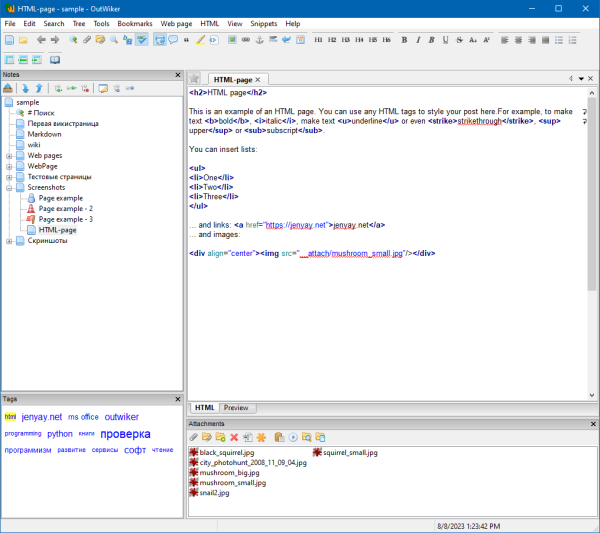 HTML-page - sample - OutWiker
File Edit Search Tree Tools Bookmarks Web page HTML View Snippets Help
H1 H2 H3 H4 H5 H6 B I U S
Notes
sample
# Поиск
Первая викистраница
Markdown
wiki
Web pages
WebPage
Тестовые страницы
Screenshots
Page example
Page example - 2
Page example - 3
HTML-page
Скриншоты
Tags
html jenyay.net ms office outwiker
programming python книги проверка
программизм развитие сервисы софт чтение
HTML-page
<h2>HTML page</h2>
This is an example of an HTML page. You can use any HTML tags to style your post here.For example, to make
text <b>bold</b>, <i>italic</i>, make text <u>underline</u> or even <strike>strikethrough</strike>, <sup>
upper</sup> or <sub>subscript</sub>.
You can insert lists:
<ul>
<li>One</li>
<li>Two</li>
<li>Three</li>
</ul>
... and links: <a href="https://jenyay.net">jenyay.net</a>
... and images:
<div align="center"><img src="__attach/mushroom_small.jpg"/></div>
HTML Preview
Attachments
black_squirrel.jpg squirrel_small.jpg
city_photohunt_2008_11_09_04.jpg
mushroom_big.jpg
mushroom_small.jpg
snail2.jpg
8/8/2023 1:23:42 PM